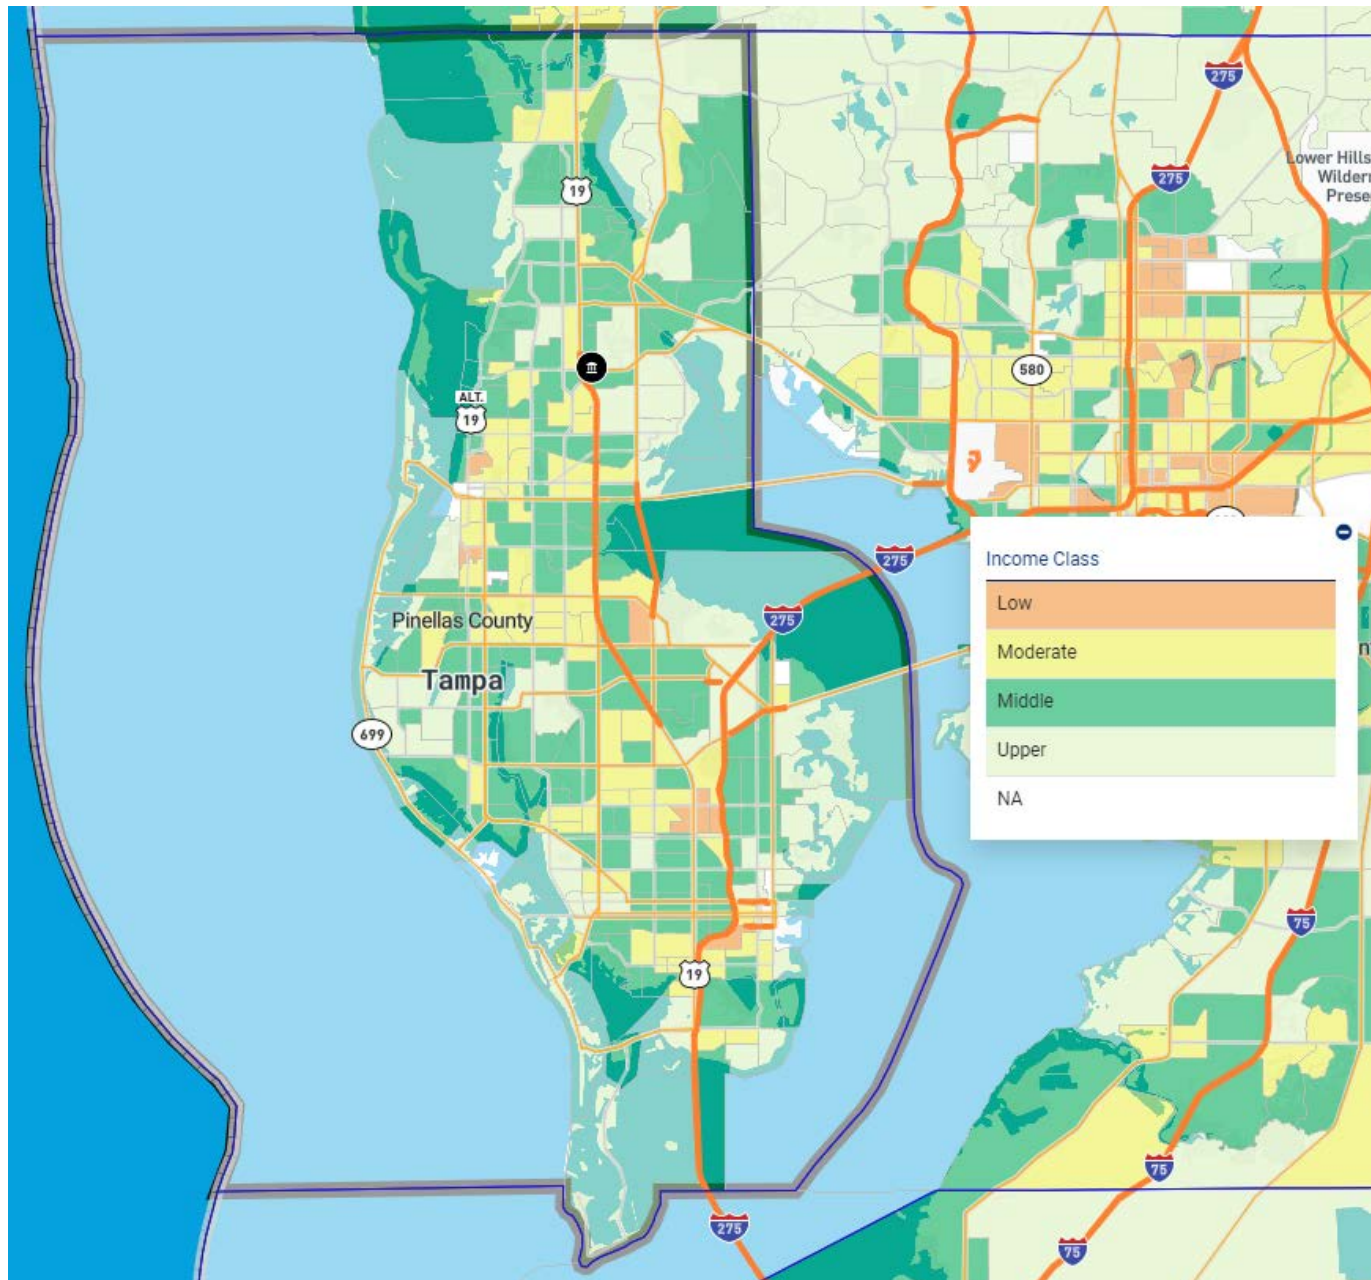 275
275
Lower Hills
Wilder
Prese
19
580
ALT.
19
275
Income Class
Low
Moderate
Middle
Upper
NA
275
Pinellas County
Tampa
699
75
19
75
275
75